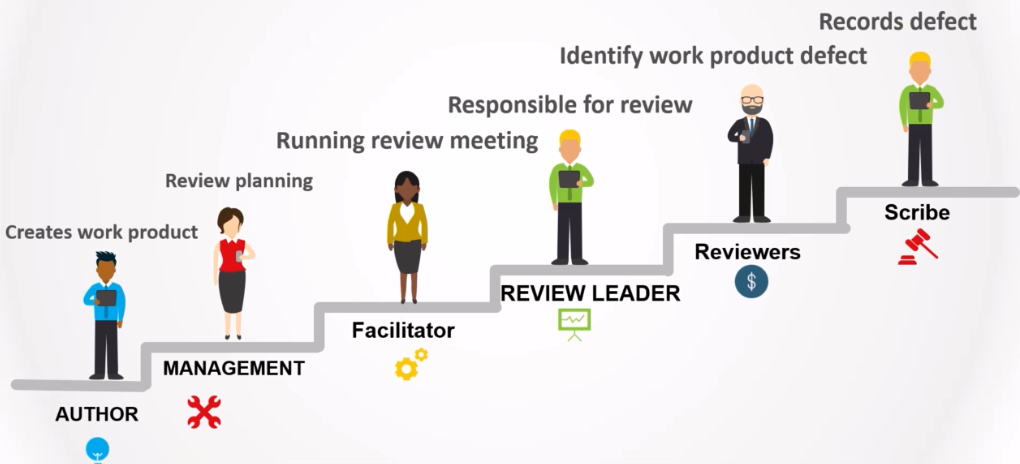 Records defect
Identify work product defect
Responsible for review
Running review meeting
Review planning
Creates work product
Scribe
Reviewers
$
REVIEW LEADER
Facilitator
MANAGEMENT
AUTHOR